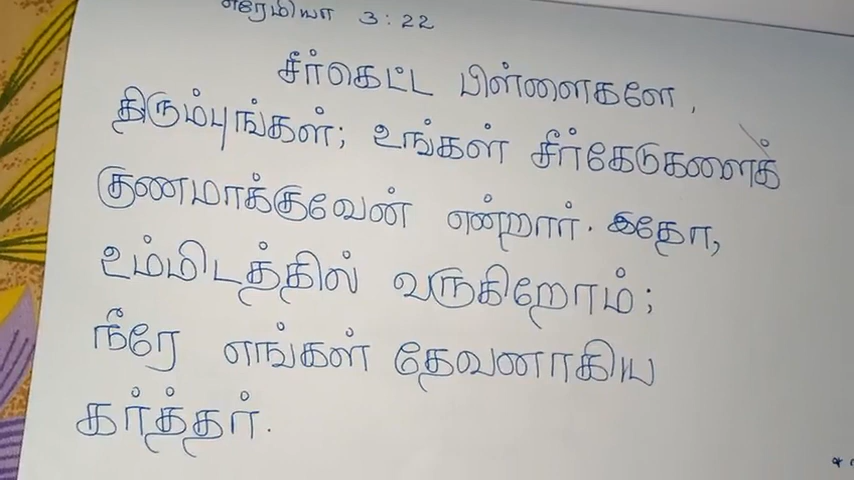 எரேமியா 3:22
சீர்கெட்ட பிள்ளைகளே,
திரும்புங்கள்; உங்கள் சீர்கேடுகளைக்
குணமாக்குவேன் என்றார். இதோ,
உம்மிடத்தில் வருகிறோம்;
நீரே எங்கள் தேவனாகிய
கர்த்தர்.